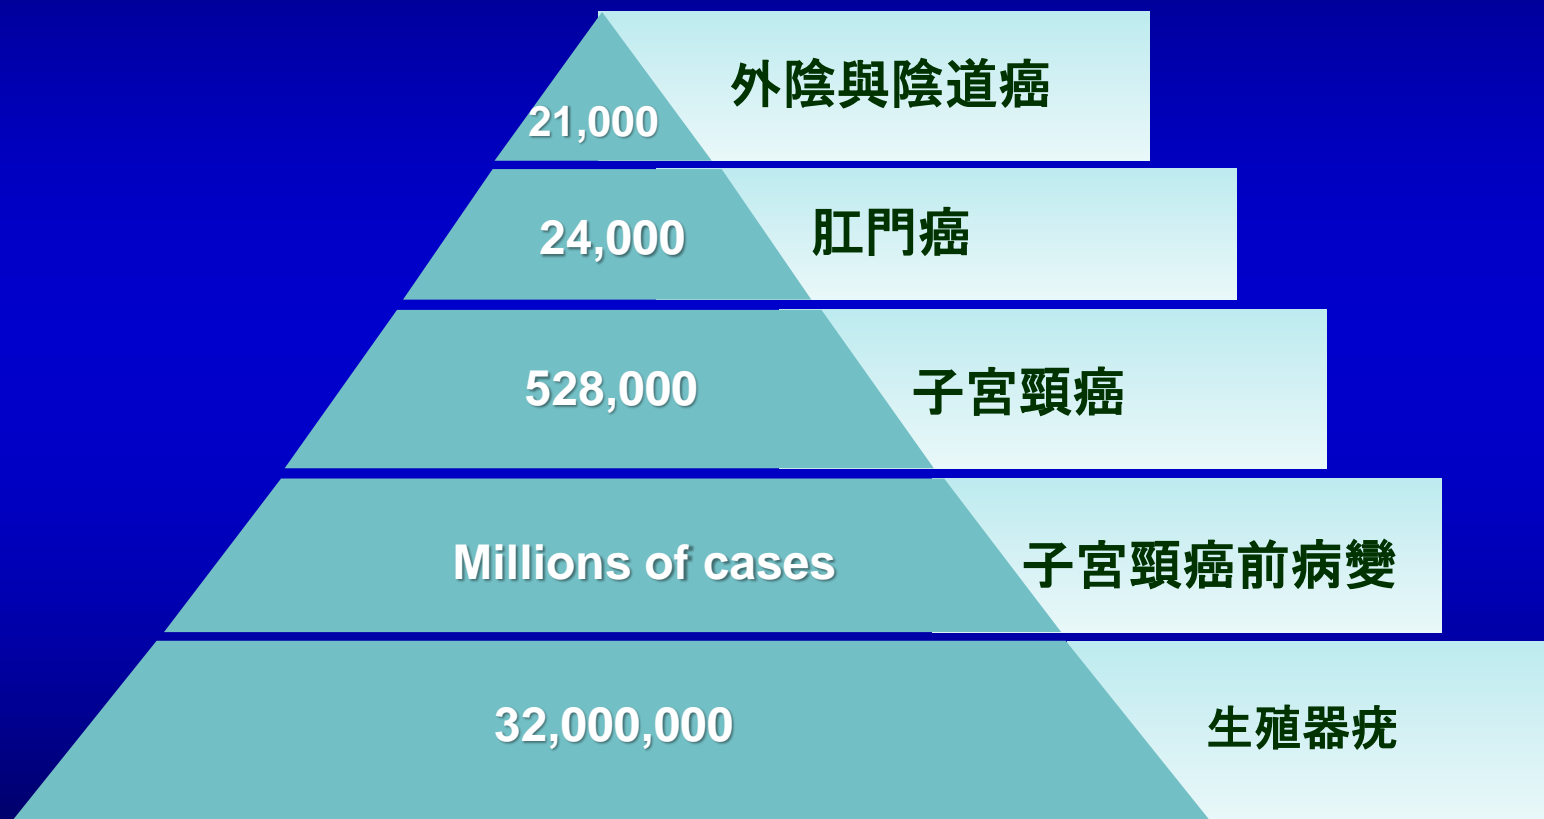 外陰與陰道癌
21,000
肛門癌
24,000
子宮頸癌
528,000
子宮頸癌前病變
Millions of cases
生殖器疣
32,000,000